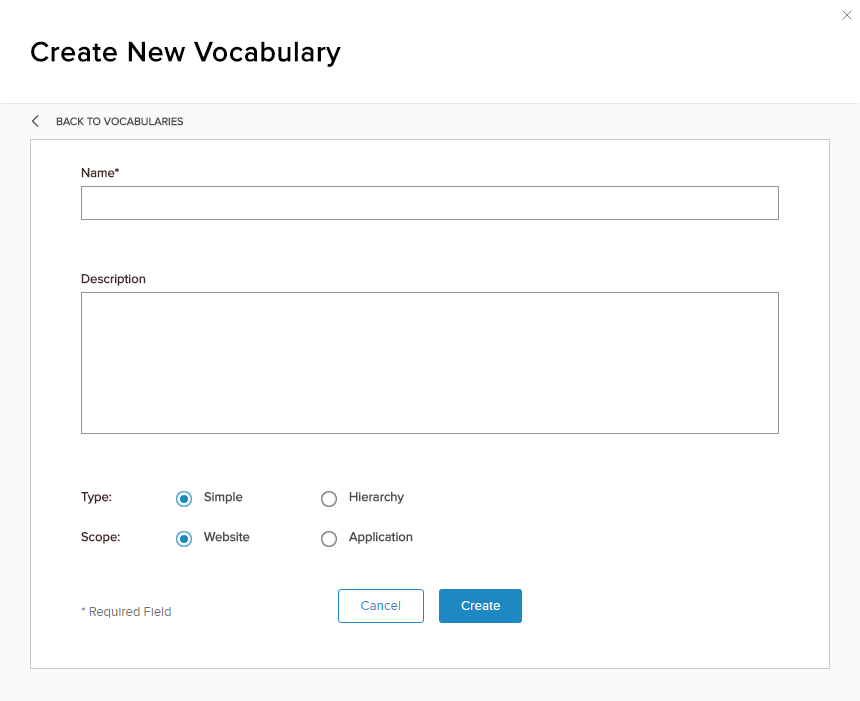 Create New Vocabulary
BACK TO VOCABULARIES
Name*
Description
Type: Simple Hierarchy
Scope: Website Application
* Required Field Cancel Create